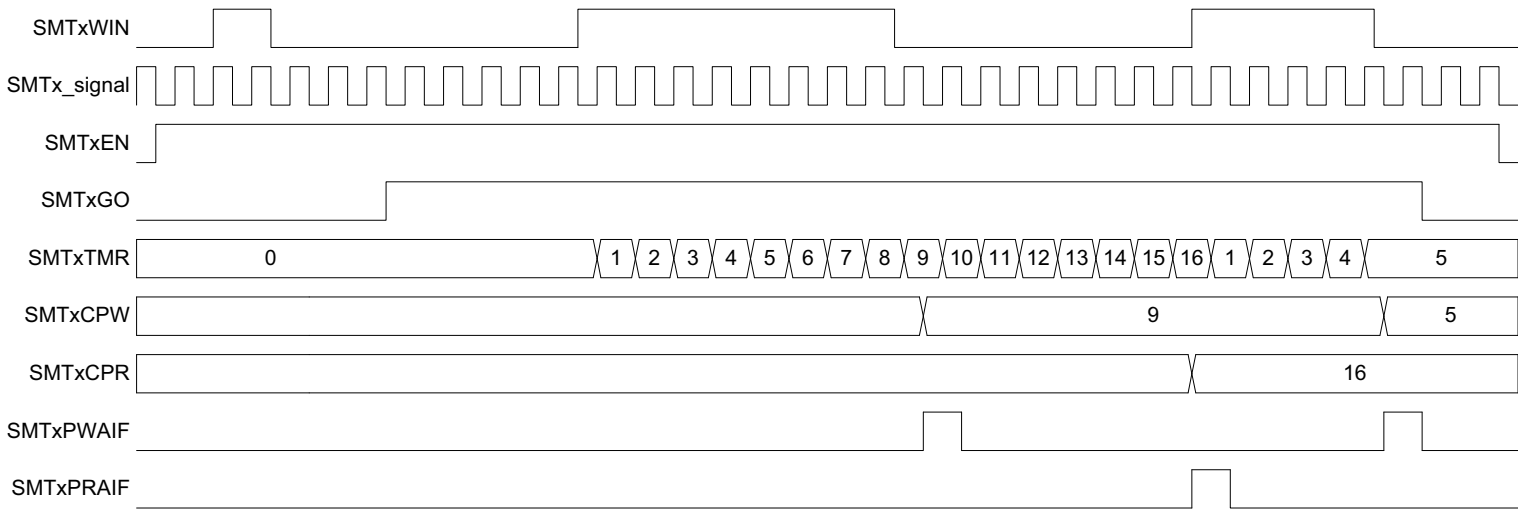 SMTxWIN
SMTx_signal
SMTxEN
SMTxGO
SMTxTMR 0 1 2 3 4 5 6 7 8 9 10 11 12 13 14 15 16 1 2 3 4 5
SMTxCPW 9 5
SMTxCPR 16
SMTxPWAIF
SMTxPRAIF